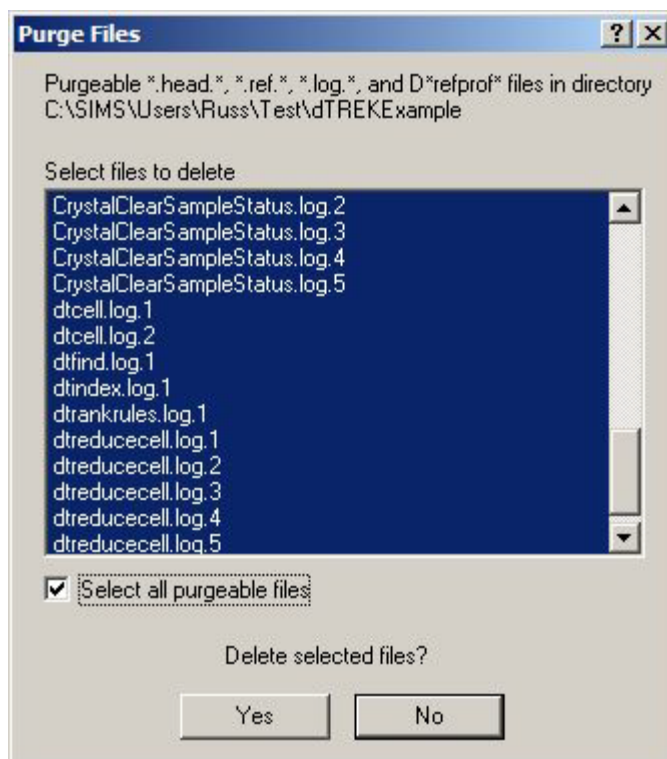 Purge Files
Purgeable *.head.*, *.ref.*, *.log.*, and D*refprof* files in directory
C:\SIMS\Users\Russ\Test\dTREKExample
Select files to delete
CrystalClearSampleStatus.log.2
CrystalClearSampleStatus.log.3
CrystalClearSampleStatus.log.4
CrystalClearSampleStatus.log.5
dtcell.log.1
dtcell.log.2
dtfind.log.1
dtindex.log.1
dtrankrules.log.1
dtreducecell.log.1
dtreducecell.log.2
dtreducecell.log.3
dtreducecell.log.4
dtreducecell.log.5
Select all purgeable files
Delete selected files?
Yes
No